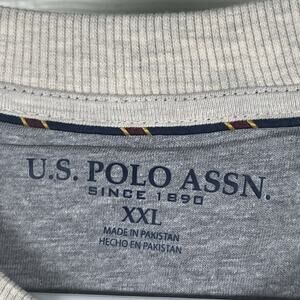 U.S. POLO ASSN.
SINCE 1890
XXL
MADE IN PAKISTAN
HECHO EN PAKISTAN